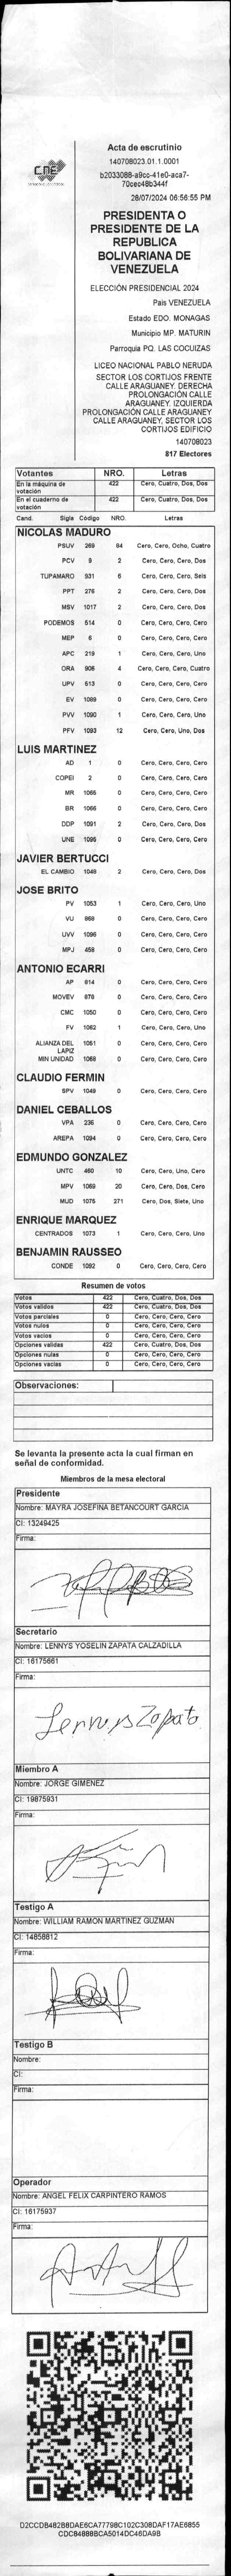 Acta de escrutinio
140708023.01.1.0001
b2033088-a9cc-41e0-aca7-
70cec48b344f
28/07/2024 06:56:55 PM
CNE
PRESIDENTA O
PRESIDENTE DE LA
REPUBLICA
BOLIVARIANA DE
VENEZUELA
ELECCIÓN PRESIDENCIAL 2024
Pais VENEZUELA
Estado EDO. MONAGAS
Municipio MP. MATURIN
Parroquia PQ. LAS COCUIZAS
LICEO NACIONAL PABLO NERUDA
SECTOR LOS CORTIJOS FRENTE
CALLE ARAGUANEY. DERECHA
PROLONGACIÓN CALLE
ARAGUANEY. IZQUIERDA
PROLONGACIÓN CALLE ARAGUANEY
CALLE ARAGUANEY, SECTOR LOS
CORTIJOS EDIFICIO
140708023
817 Electores
Votantes NRO. Letras
En la máquina de votación 422 Cero, Cuatro, Dos, Dos
En el cuaderno de votación 422 Cero, Cuatro, Dos, Dos
Cand. Sigla Código NRO. Letras
NICOLAS MADURO
PSUV 269 84 Cero, Cero, Ocho, Cuatro
PCV 9 2 Cero, Cero, Cero, Dos
TUPAMARO 931 6 Cero, Cero, Cero, Seis
PPT 276 2 Cero, Cero, Cero, Dos
MSV 1017 2 Cero, Cero, Cero, Dos
PODEMOS 514 0 Cero, Cero, Cero, Cero
MEP 6 0 Cero, Cero, Cero, Cero
APC 219 1 Cero, Cero, Cero, Uno
ORA 906 4 Cero, Cero, Cero, Cuatro
UPV 513 0 Cero, Cero, Cero, Cero
EV 1089 0 Cero, Cero, Cero, Cero
PVV 1090 1 Cero, Cero, Cero, Uno
PFV 1093 12 Cero, Cero, Uno, Dos
LUIS MARTINEZ
AD 1 0 Cero, Cero, Cero, Cero
COPEI 2 0 Cero, Cero, Cero, Cero
MR 1065 0 Cero, Cero, Cero, Cero
BR 1066 0 Cero, Cero, Cero, Cero
DDP 1091 2 Cero, Cero, Cero, Dos
UNE 1095 0 Cero, Cero, Cero, Cero
JAVIER BERTUCCI
EL CAMBIO 1048 2 Cero, Cero, Cero, Dos
JOSE BRITO
PV 1053 1 Cero, Cero, Cero, Uno
VU 868 0 Cero, Cero, Cero, Cero
UVV 1096 0 Cero, Cero, Cero, Cero
MPJ 458 0 Cero, Cero, Cero, Cero
ANTONIO ECARRI
AP 814 0 Cero, Cero, Cero, Cero
MOVEV 878 0 Cero, Cero, Cero, Cero
CMC 1050 0 Cero, Cero, Cero, Cero
FV 1062 1 Cero, Cero, Cero, Uno
ALIANZA DEL LAPIZ 1051 0 Cero, Cero, Cero, Cero
MIN UNIDAD 1068 0 Cero, Cero, Cero, Cero
CLAUDIO FERMIN
SPV 1049 0 Cero, Cero, Cero, Cero
DANIEL CEBALLOS
VPA 236 0 Cero, Cero, Cero, Cero
AREPA 1094 0 Cero, Cero, Cero, Cero
EDMUNDO GONZALEZ
UNTC 460 10 Cero, Cero, Uno, Cero
MPV 1069 20 Cero, Cero, Dos, Cero
MUD 1075 271 Cero, Dos, Siete, Uno
ENRIQUE MARQUEZ
CENTRADOS 1073 1 Cero, Cero, Cero, Uno
BENJAMIN RAUSSEO
CONDE 1092 0 Cero, Cero, Cero, Cero
Resumen de votos
Votos 422 Cero, Cuatro, Dos, Dos
Votos validos 422 Cero, Cuatro, Dos, Dos
Votos parciales 0 Cero, Cero, Cero, Cero
Votos nulos 0 Cero, Cero, Cero, Cero
Votos vacios 0 Cero, Cero, Cero, Cero
Opciones validas 422 Cero, Cuatro, Dos, Dos
Opciones nulas 0 Cero, Cero, Cero, Cero
Opciones vacias 0 Cero, Cero, Cero, Cero
Observaciones:
Se levanta la presente acta la cual firman en
señal de conformidad.
Miembros de la mesa electoral
Presidente
Nombre: MAYRA JOSEFINA BETANCOURT GARCIA
CI: 13249425
Firma:
Secretario
Nombre: LENNYS YOSELIN ZAPATA CALZADILLA
CI: 16175661
Firma:
Lennys Zapata
Miembro A
Nombre: JORGE GIMENEZ
CI: 19875931
Firma:
Testigo A
Nombre: WILLIAM RAMON MARTINEZ GUZMAN
CI: 14858812
Firma:
Testigo B
Nombre:
CI:
Firma:
Operador
Nombre: ANGEL FELIX CARPINTERO RAMOS
CI: 16175937
Firma:
D2CCDB482B8DAE6CA77798C102C308DAF17AE6855
CDC84888BCA5014DC46DA9B